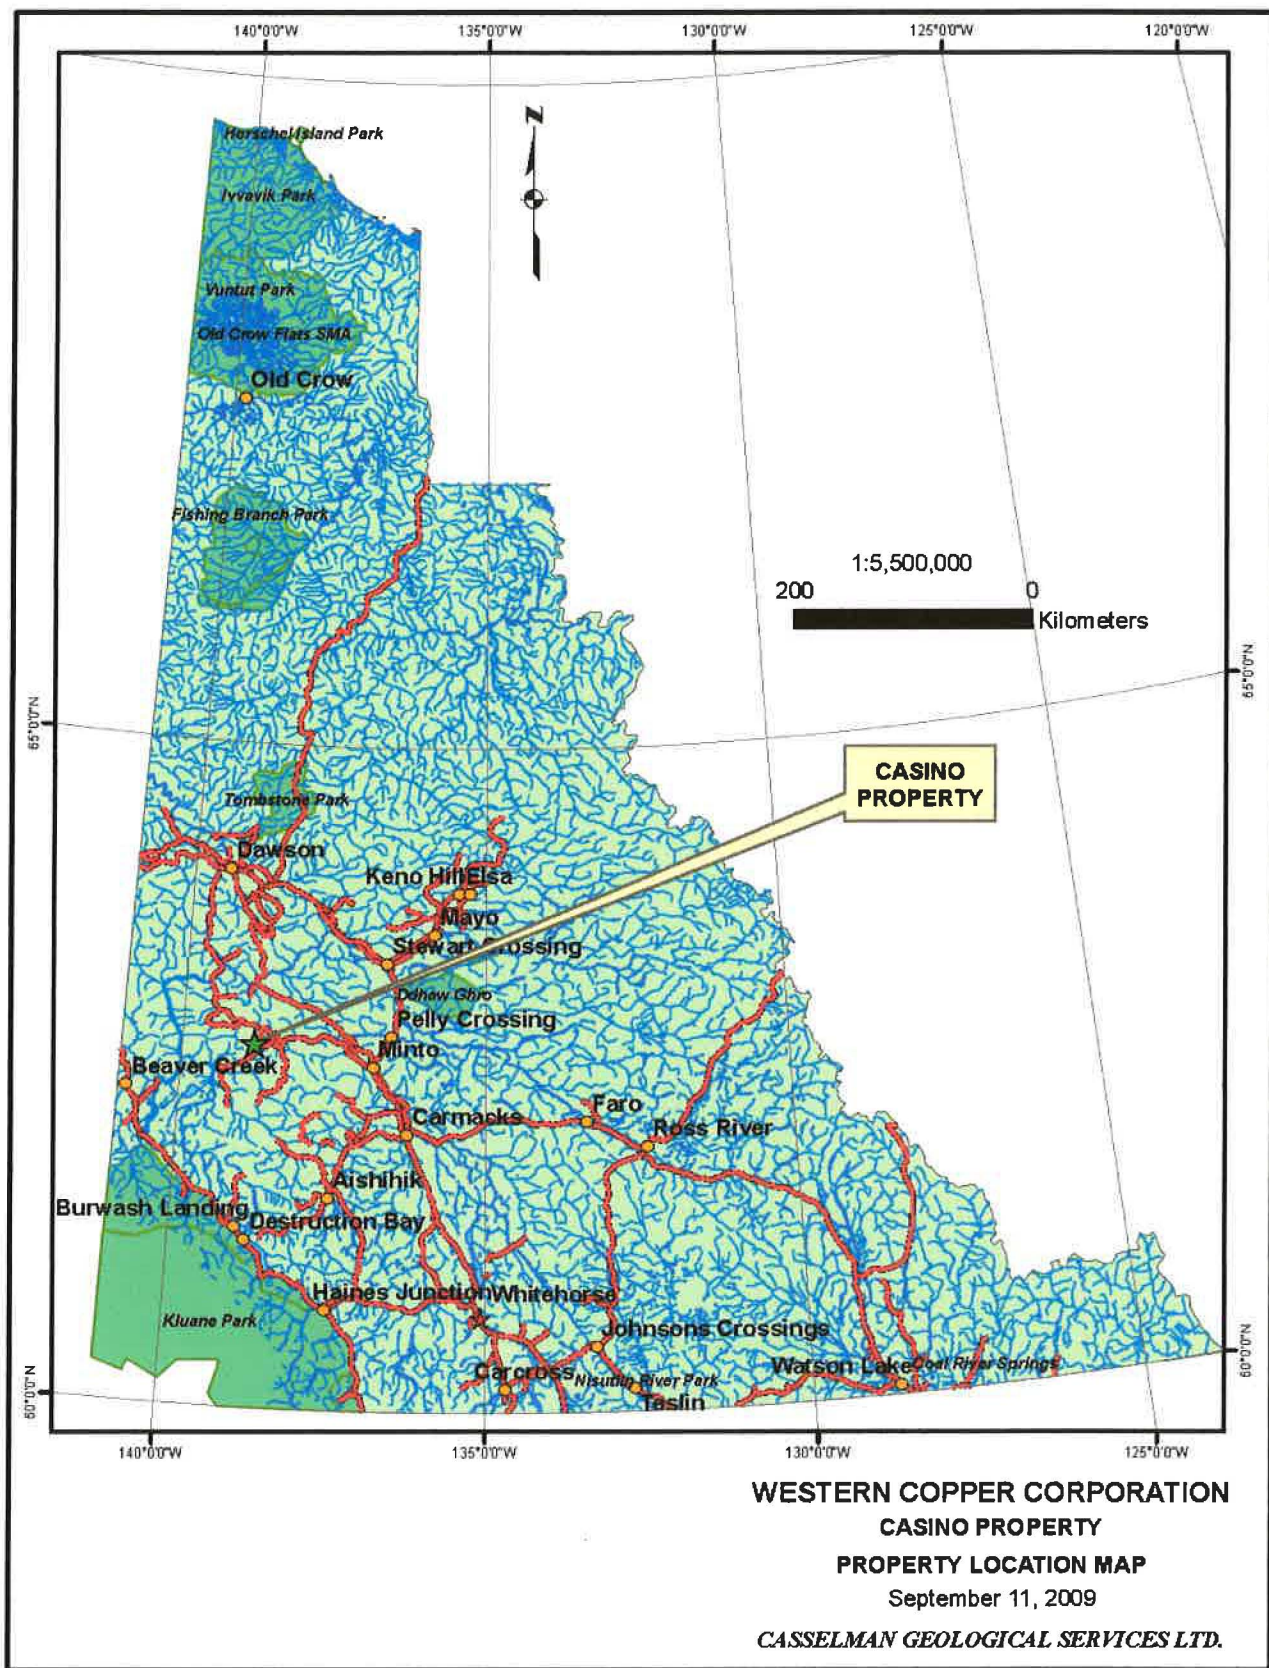 140°0'0"W 135°0'0"W 130°0'0"W 125°0'0"W 120°0'0"W
Herschel Island Park
N
Ivvavik Park
Vuntut Park
Old Crow Flats SMA
Old Crow
Fishing Branch Park
1:5,500,000
200 0
Kilometers
65°0'0"N
65°0'0"N
CASINO
PROPERTY
Tombstone Park
Dawson
Keno Hill Elsa
Mayo
Stewart Crossing
Ddhaw Ghro
Pelly Crossing
Minto
Beaver Creek
Carmacks
Faro
Ross River
Aishihik
Burwash Landing
Destruction Bay
Haines Junction
Whitehorse
Kluane Park
Johnsons Crossings
Watson Lake
Coal River Springs
Carcross
Nisutlin River Park
Teslin
60°0'0"N
60°0'0"N
140°0'0"W 135°0'0"W 130°0'0"W 125°0'0"W
WESTERN COPPER CORPORATION
CASINO PROPERTY
PROPERTY LOCATION MAP
September 11, 2009
CASSELMAN GEOLOGICAL SERVICES LTD.